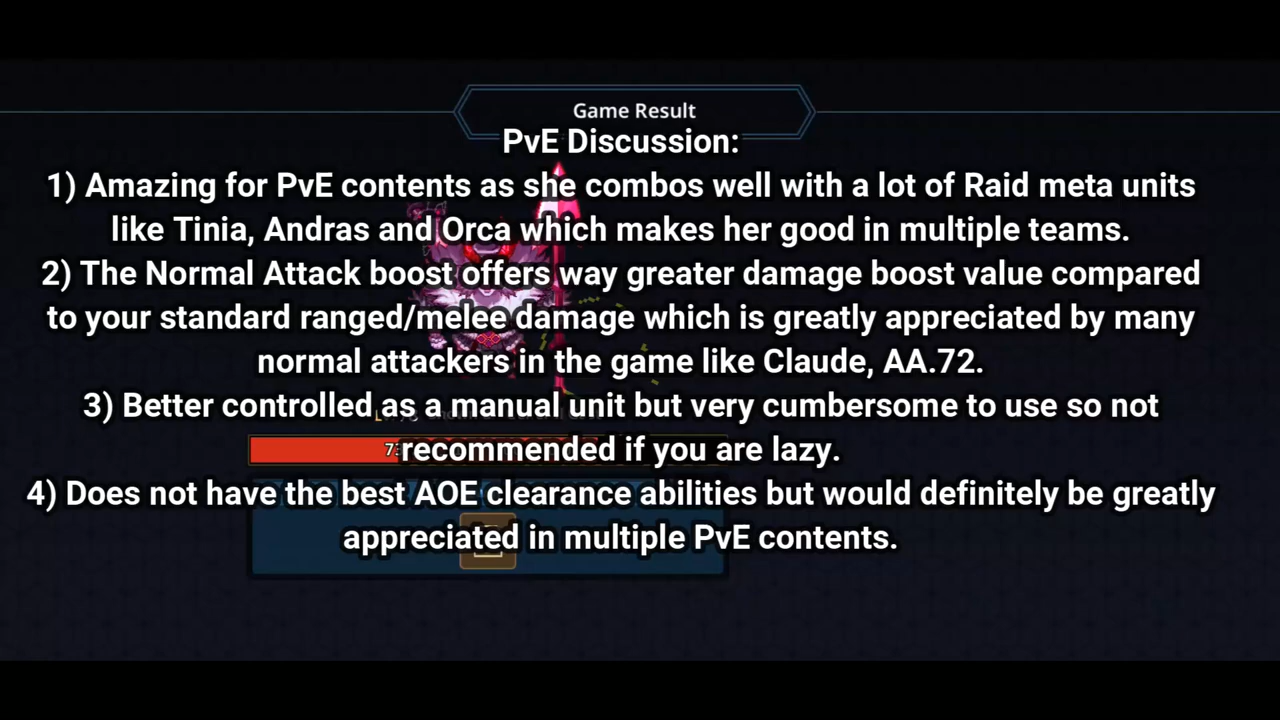 Game Result
PvE Discussion:
1) Amazing for PvE contents as she combos well with a lot of Raid meta units
like Tinia, Andras and Orca which makes her good in multiple teams.
2) The Normal Attack boost offers way greater damage boost value compared
to your standard ranged/melee damage which is greatly appreciated by many
normal attackers in the game like Claude, AA.72.
3) Better controlled as a manual unit but very cumbersome to use so not
recommended if you are lazy.
4) Does not have the best AOE clearance abilities but would definitely be greatly
appreciated in multiple PvE contents.